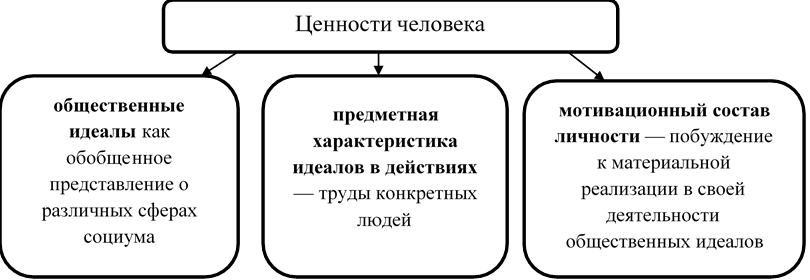 Ценности человека
общественные
идеалы как
обобщенное
представление о
различных сферах
социума
предметная
характеристика
идеалов в действиях
— труды конкретных
людей
мотивационный состав
личности — побуждение
к материальной
реализации в своей
деятельности
общественных идеалов